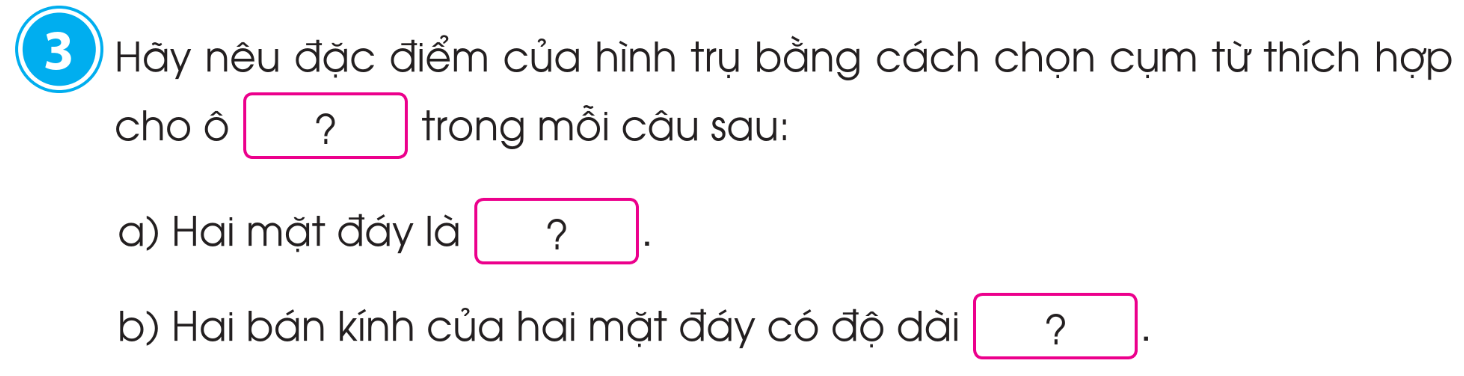 3 Hãy nêu đặc điểm của hình trụ bằng cách chọn cụm từ thích hợp
cho ô ? trong mỗi câu sau:
a) Hai mặt đáy là ? .
b) Hai bán kính của hai mặt đáy có độ dài ? .